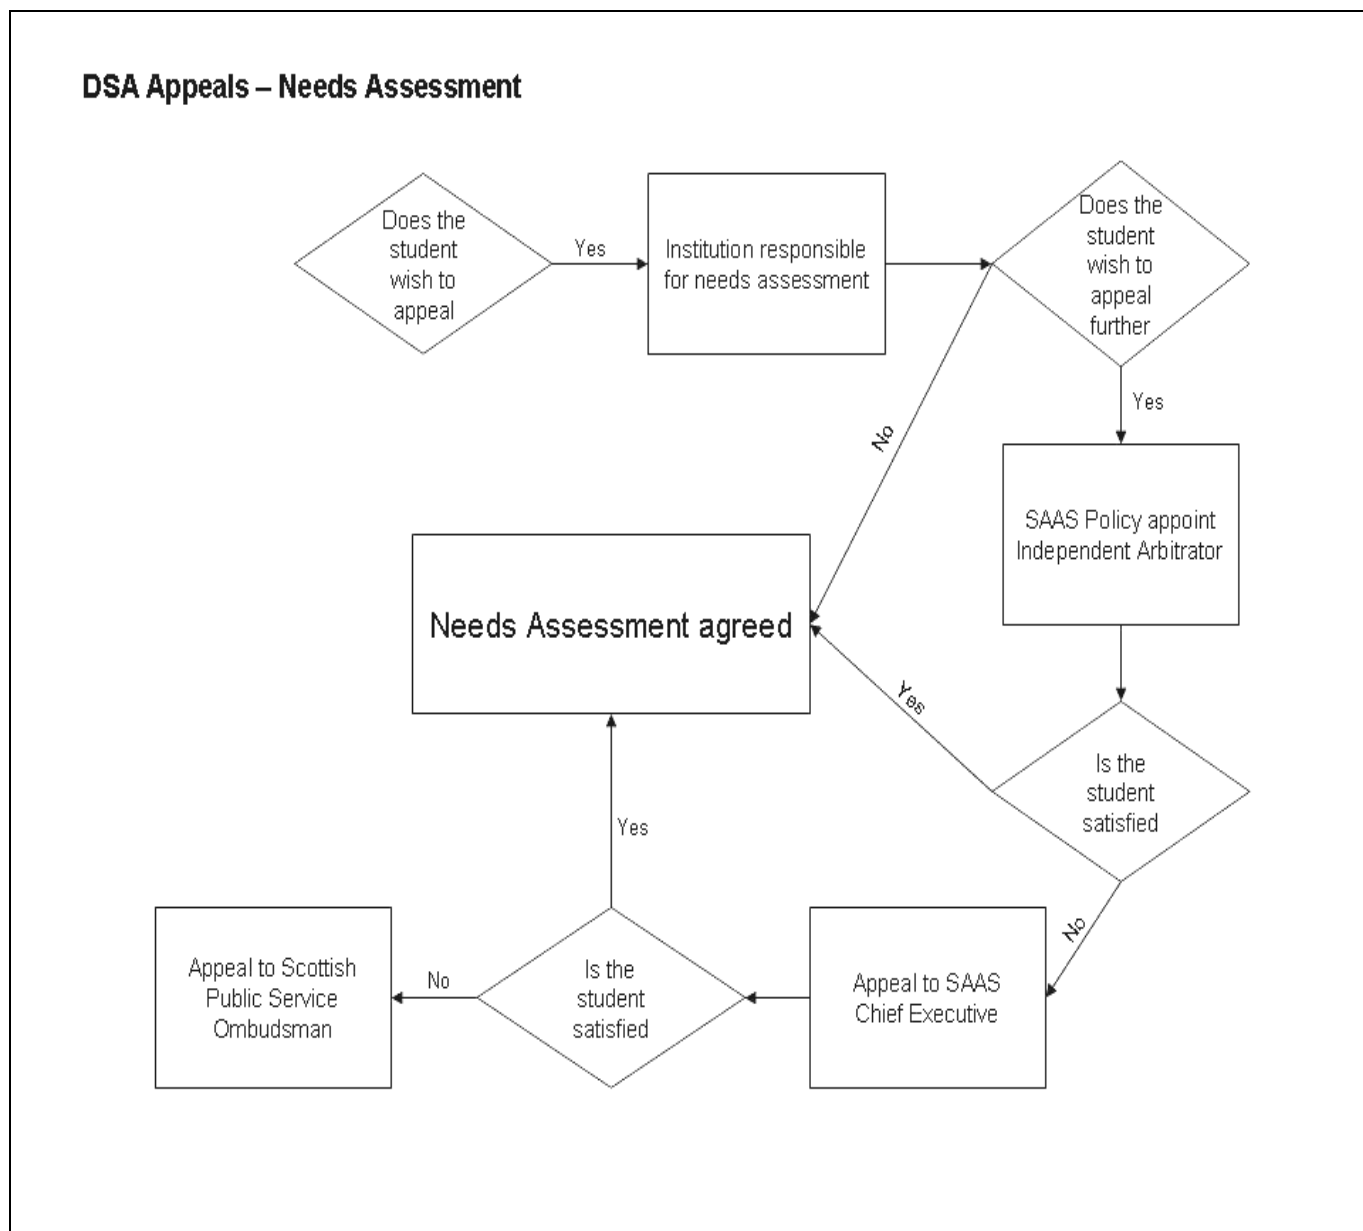 DSA Appeals – Needs Assessment
Does the
student
wish to
appeal
Yes
Institution responsible
for needs assessment
Does the
student
wish to
appeal
further
Yes
No
SAAS Policy appoint
Independent Arbitrator
Needs Assessment agreed
Yes
Is the
student
satisfied
No
Yes
Appeal to SAAS
Chief Executive
Is the
student
satisfied
No
Appeal to Scottish
Public Service
Ombudsman